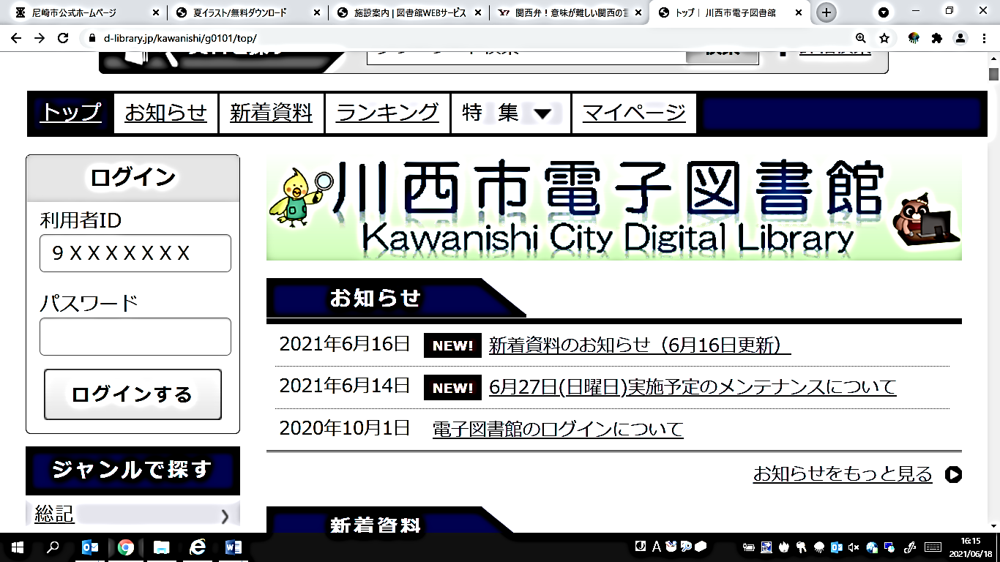 尼崎市公式ホームページ
夏イラスト/無料ダウンロード
施設案内 | 図書館WEBサービス
関西弁！意味が難しい関西の言
トップ | 川西市電子図書館
d-library.jp/kawanishi/g0101/top/
トップ
お知らせ
新着資料
ランキング
特 集 ▼
マイページ
ログイン
利用者ID
９ＸＸＸＸＸＸＸ
パスワード
ログインする
ジャンルで探す
総記
川西市電子図書館
Kawanishi City Digital Library
お知らせ
2021年6月16日 NEW! 新着資料のお知らせ（6月16日更新）
2021年6月14日 NEW! 6月27日(日曜日)実施予定のメンテナンスについて
2020年10月1日 電子図書館のログインについて
お知らせをもっと見る
新着資料
16:15
2021/06/18